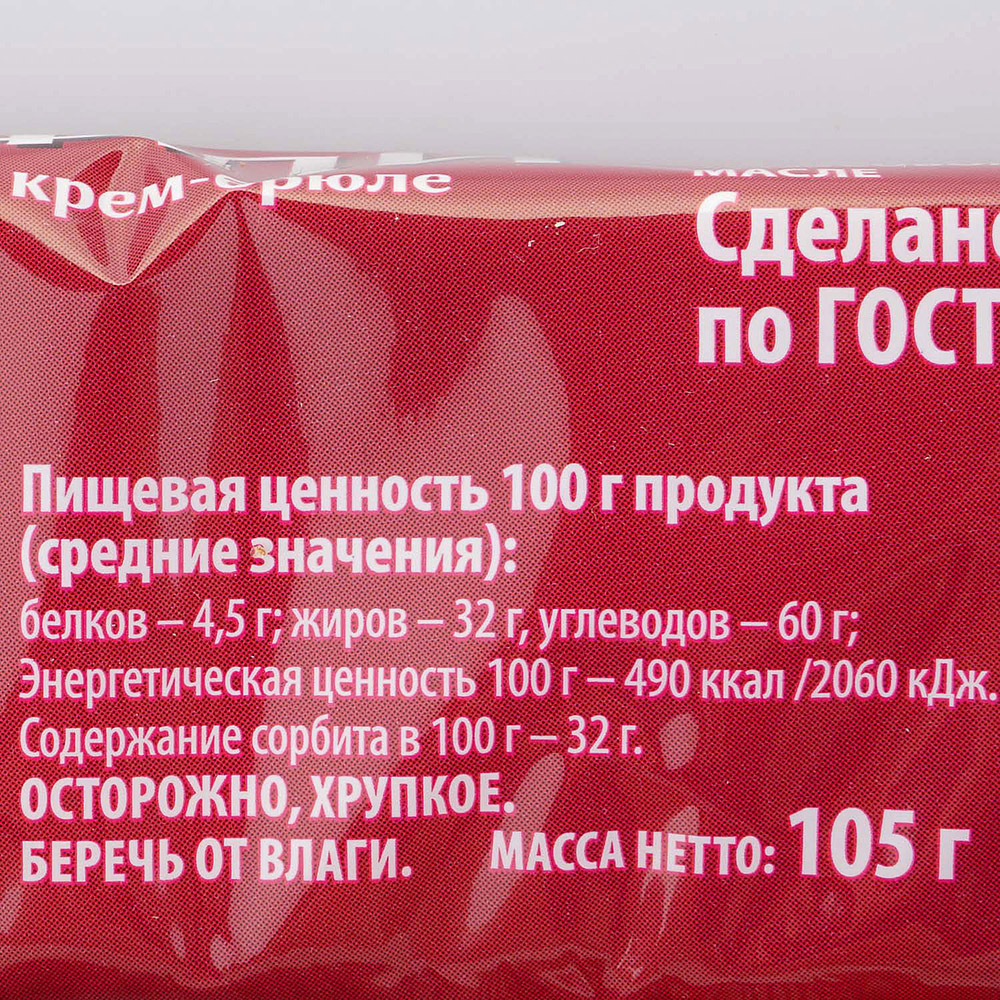 крем-брюле
МАСЛЕ
Сделано
по ГОСТ
Пищевая ценность 100 г продукта
(средние значения):
белков – 4,5 г; жиров – 32 г, углеводов – 60 г;
Энергетическая ценность 100 г – 490 ккал /2060 кДж.
Содержание сорбита в 100 г – 32 г.
ОСТОРОЖНО, ХРУПКОЕ.
БЕРЕЧЬ ОТ ВЛАГИ. МАССА НЕТТО: 105 г